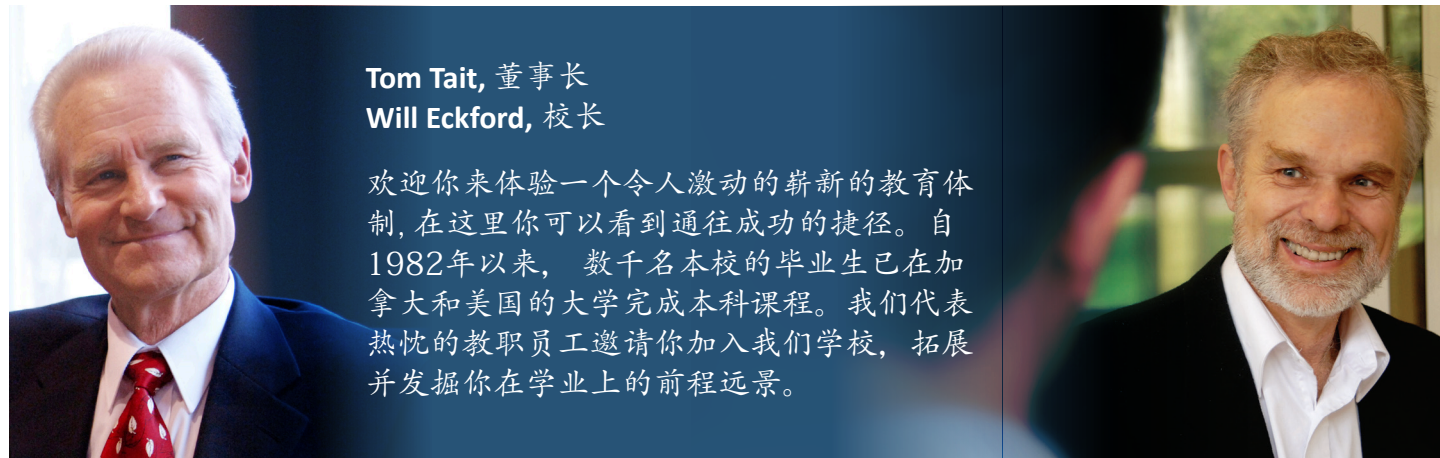 Tom Tait, 董事长
Will Eckford, 校长
欢迎你来体验一个令人激动的崭新的教育体
制,在这里你可以看到通往成功的捷径。自
1982年以来， 数千名本校的毕业生已在加
拿大和美国的大学完成本科课程。我们代表
热忱的教职员工邀请你加入我们学校，拓展
并发掘你在学业上的前程远景。